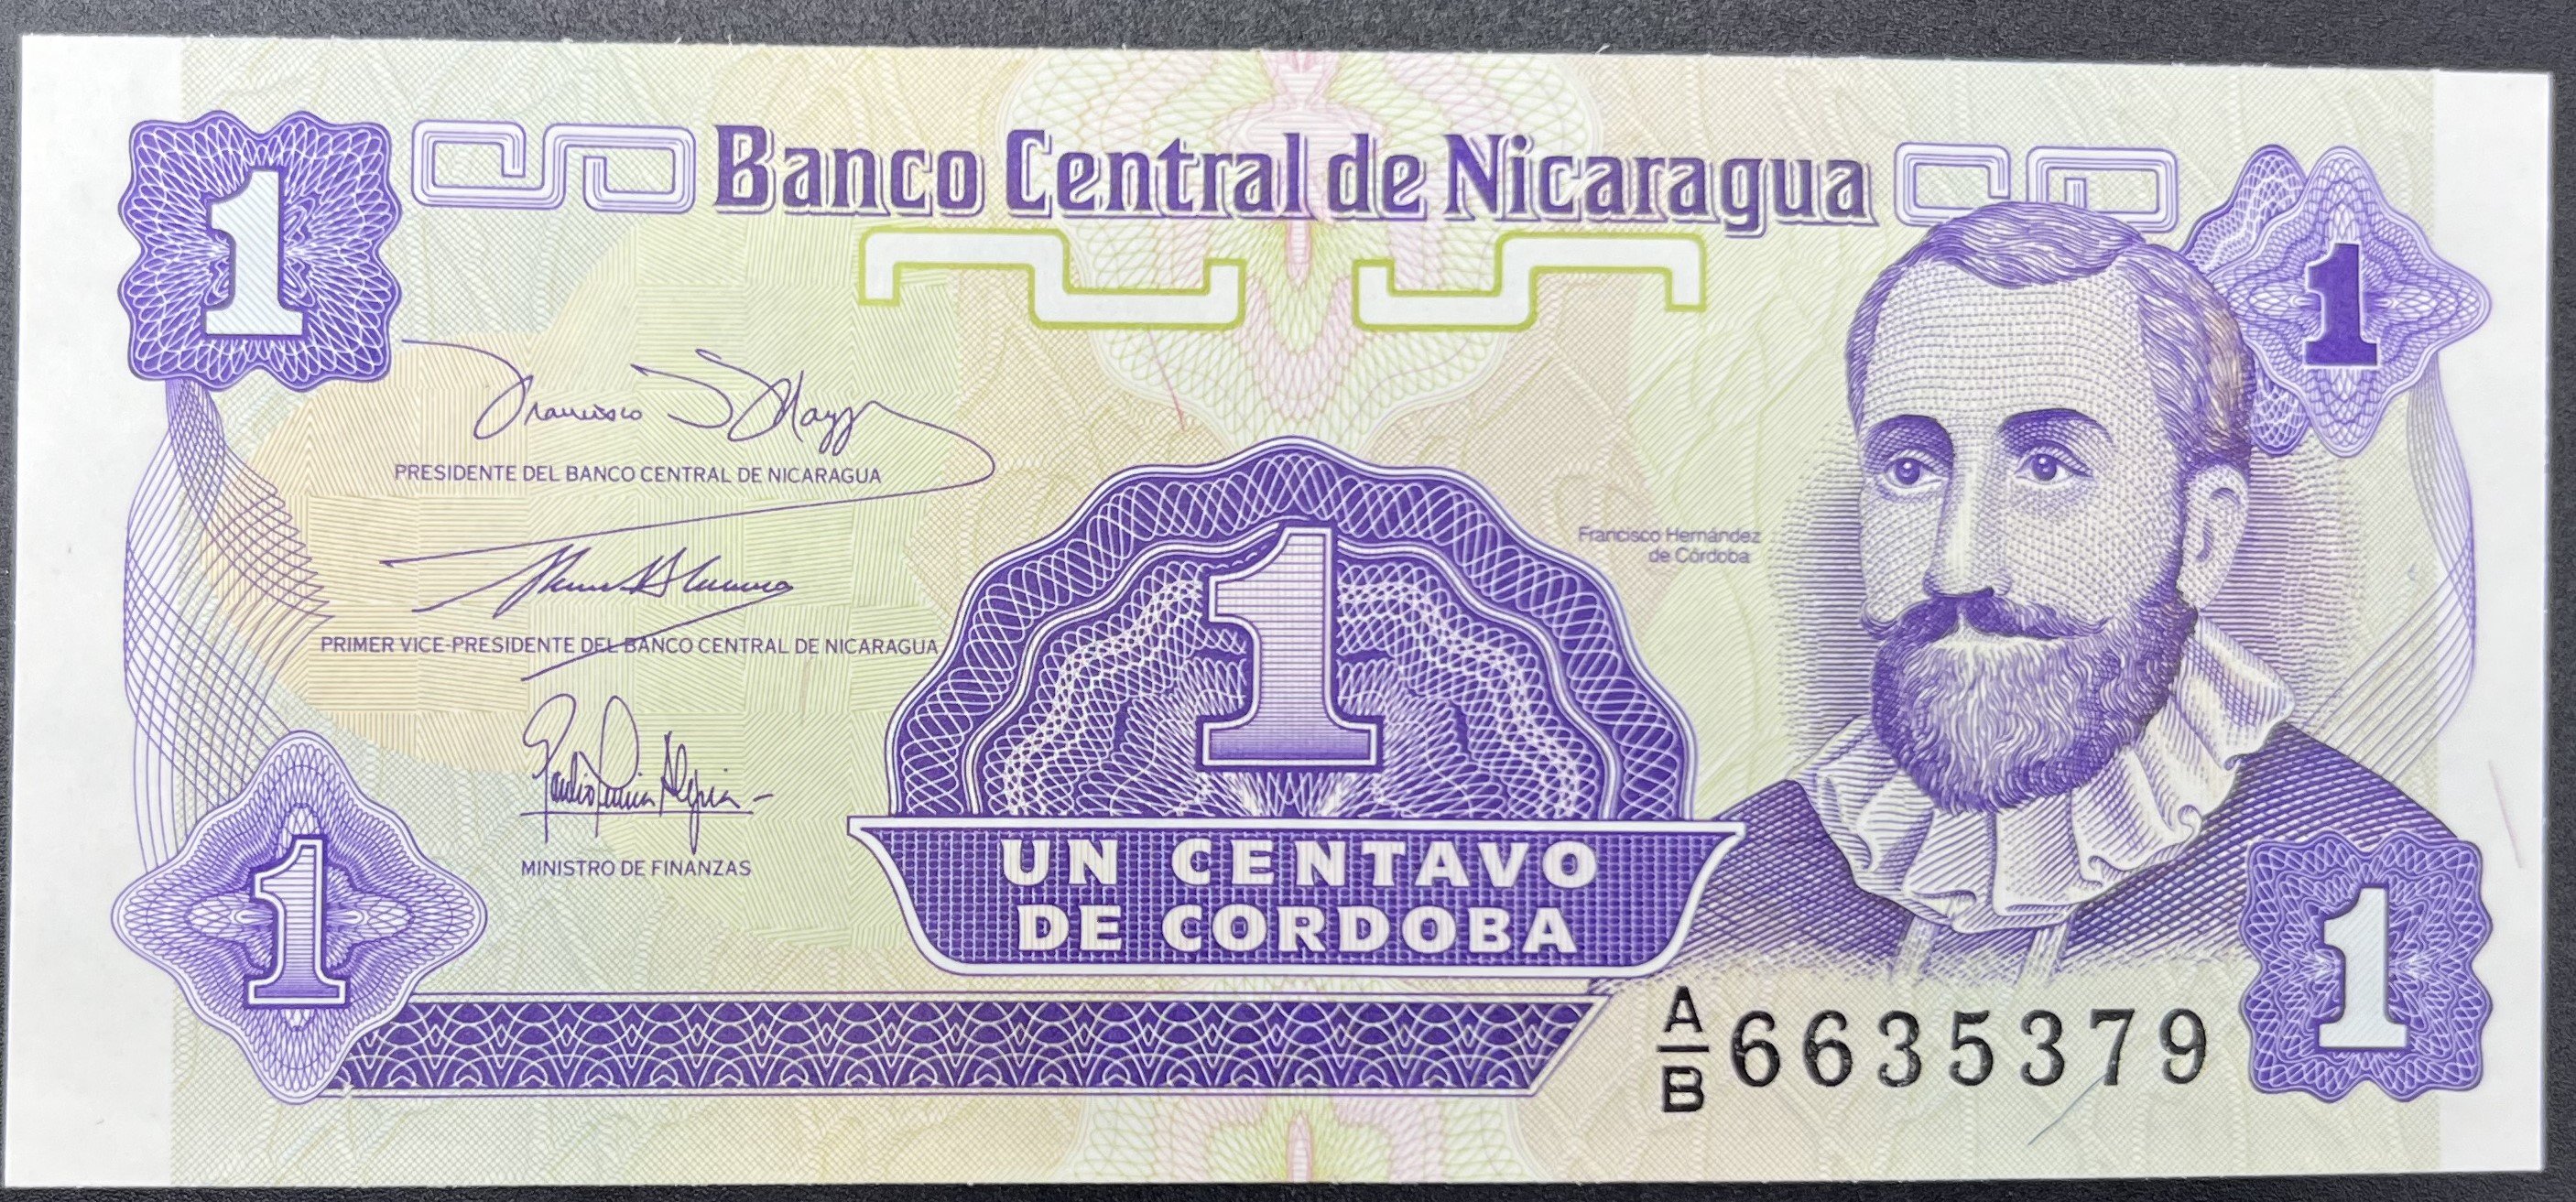 1
Banco Central de Nicaragua
1
Francisco
PRESIDENTE DEL BANCO CENTRAL DE NICARAGUA
Francisco Hernández
de Córdoba
PRIMER VICE-PRESIDENTE DEL BANCO CENTRAL DE NICARAGUA
1
MINISTRO DE FINANZAS
UN CENTAVO
DE CORDOBA
1
A/B 6635379
1